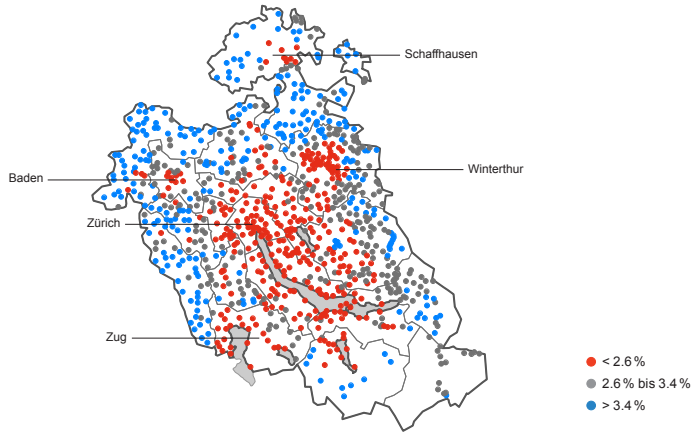 Schaffhausen
Baden
Winterthur
Zürich
Zug
< 2.6 %
2.6 % bis 3.4 %
> 3.4 %